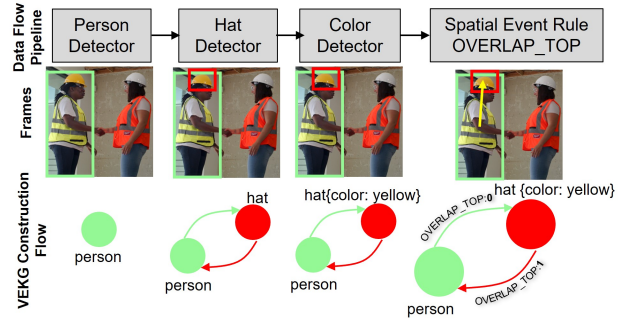 Data Flow
Pipeline
Person
Detector
Hat
Detector
Color
Detector
Spatial Event Rule
OVERLAP_TOP
Frames
VEKG Construction
Flow
person
hat
person
hat{color: yellow}
person
hat {color: yellow}
OVERLAP_TOP:0
OVERLAP_TOP:1
person